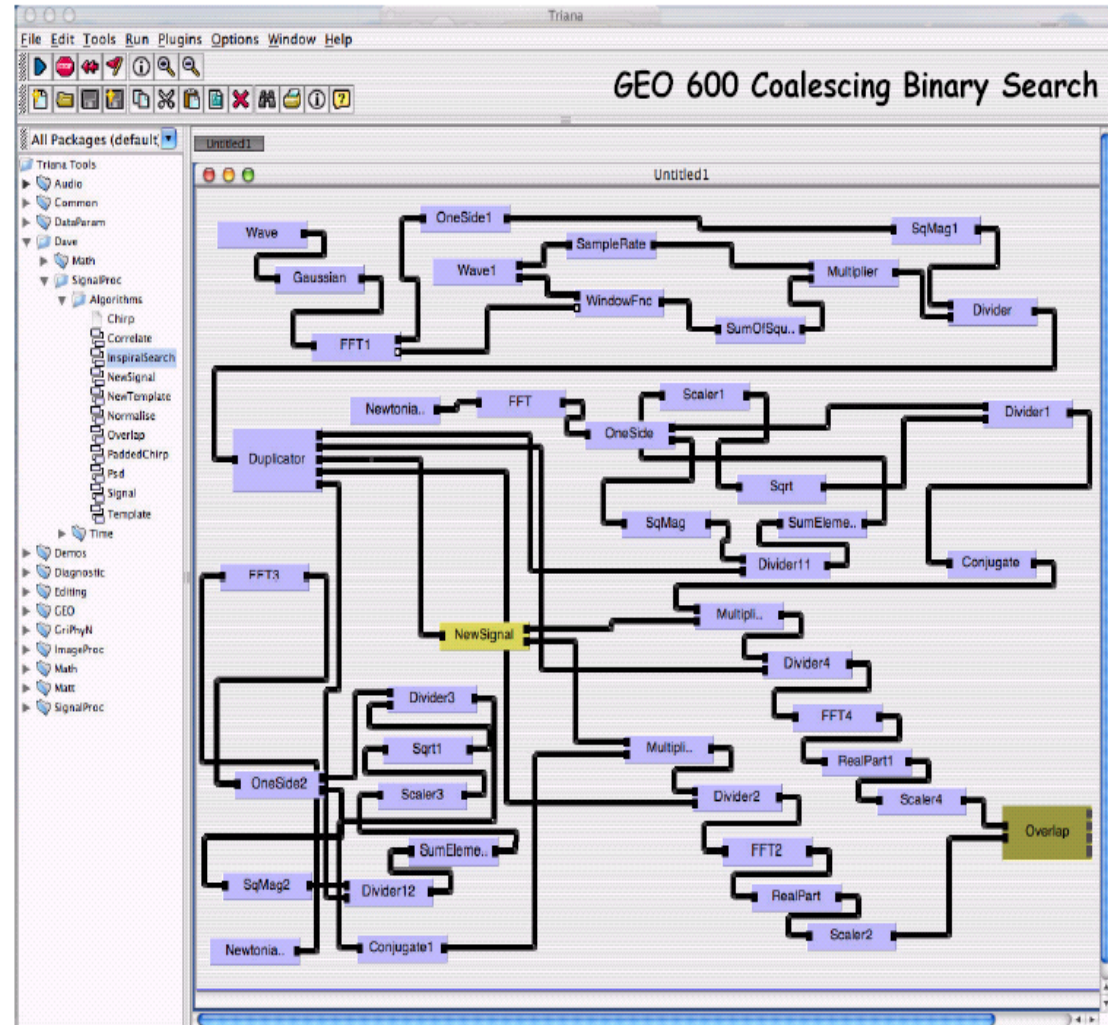 Triana
File Edit Tools Run Plugins Options Window Help
GEO 600 Coalescing Binary Search
All Packages (default
Triana Tools
Audio
Common
DataParam
Dave
Math
SignalProc
Algorithms
Chirp
Correlate
InspiralSearch
NewSignal
NewTemplate
Normalise
Overlap
PaddedChirp
Psd
Signal
Template
Time
Demos
Diagnostic
Editing
GEO
GriPhyN
ImageProc
Math
Matt
SignalProc
Untitled1
Untitled1
Wave
OneSide1
SqMag1
SampleRate
Gaussian
Wave1
Multiplier
WindowFnc
Divider
SumOfSqu..
FFT1
Scaler1
Newtonia..
FFT
Divider1
OneSide
Duplicator
Sqrt
SqMag
SumEleme..
Divider11
Conjugate
FFT3
Multipli..
NewSignal
Divider4
Divider3
FFT4
Sqrt1
Multipli..
RealPart1
OneSide2
Scaler3
Divider2
Scaler4
Overlap
SumEleme..
FFT2
SqMag2
Divider12
RealPart
Scaler2
Newtonia..
Conjugate1